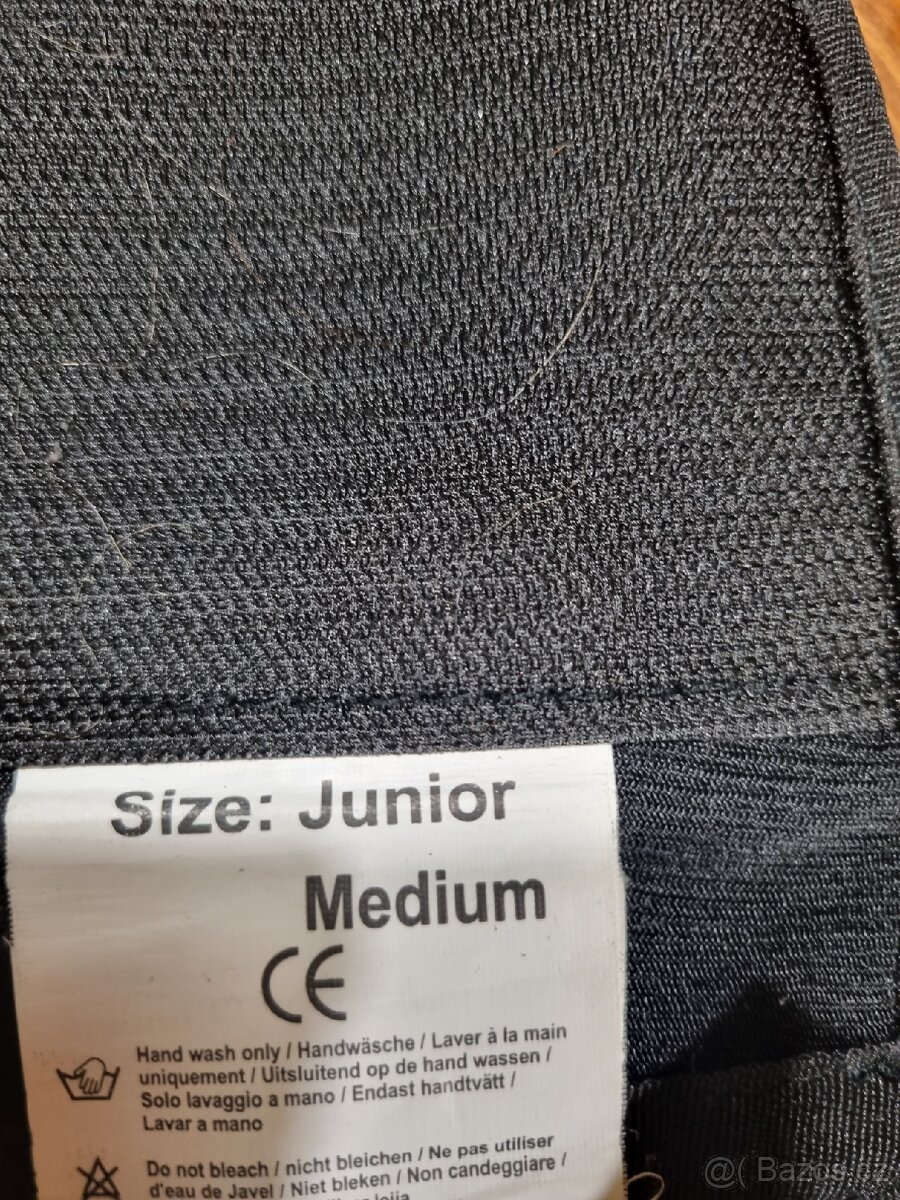 Size: Junior
Medium
CE
Hand wash only / Handwäsche / Laver à la main
uniquement / Uitsluitend op de hand wassen /
Solo lavaggio a mano / Endast handtvätt /
Lavar a mano
Do not bleach / nicht bleichen / Ne pas utiliser
d'eau de Javel / Niet bleken / Non candeggiare /
lejia
@( Bazos.cz